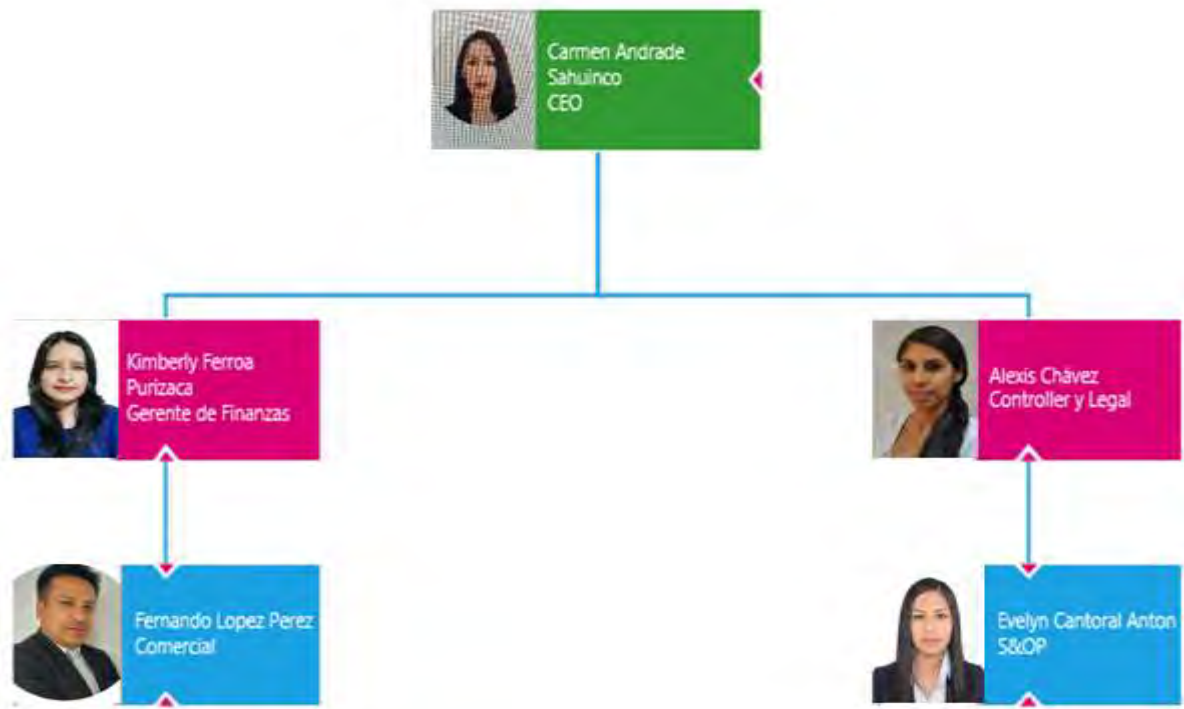 Carmen Andrade
Sahuinco
CEO
Kimberly Ferroa
Purizaca
Gerente de Finanzas
Alexis Chávez
Controller y Legal
Fernando Lopez Perez
Comercial
Evelyn Cantoral Anton
S&OP